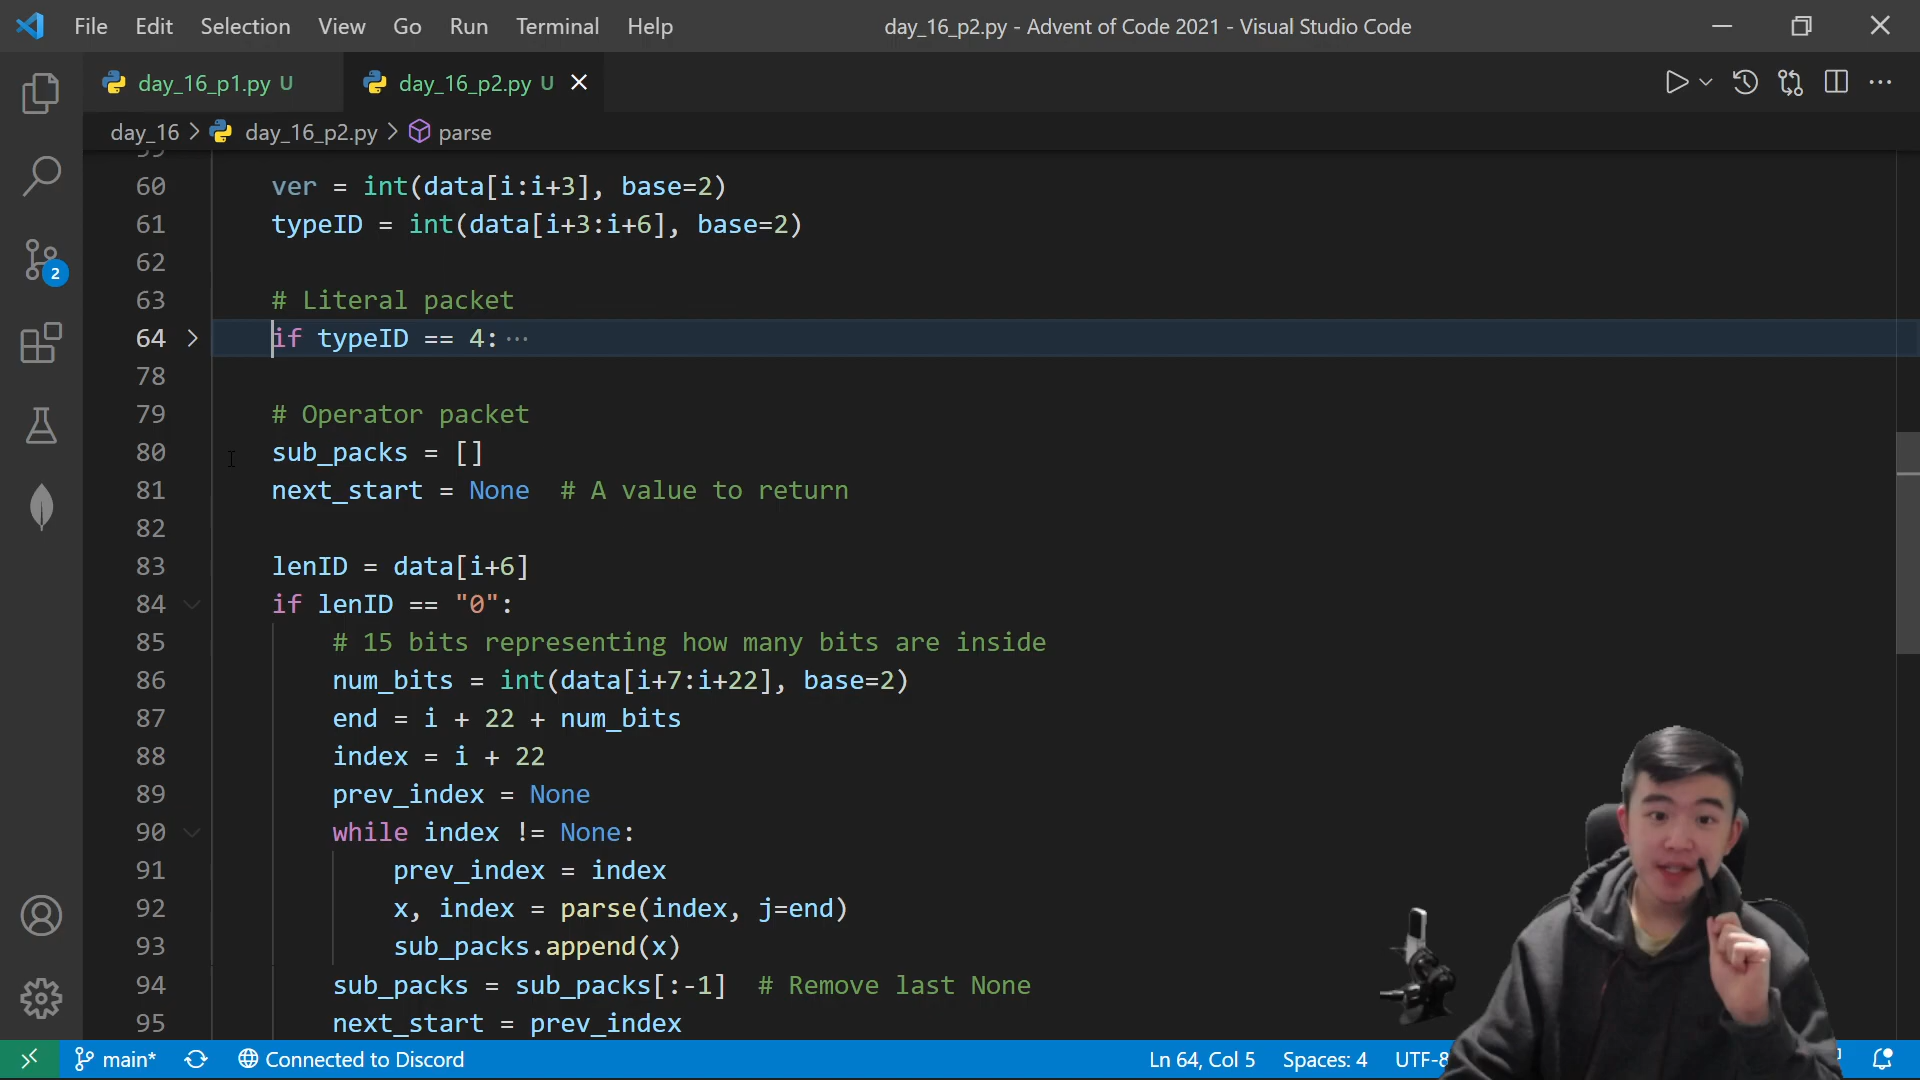 File Edit Selection View Go Run Terminal Help day_16_p2.py - Advent of Code 2021 - Visual Studio Code
day_16_p1.py U day_16_p2.py U
day_16 > day_16_p2.py > parse
60 ver = int(data[i:i+3], base=2)
61 typeID = int(data[i+3:i+6], base=2)
62
63 # Literal packet
64 if typeID == 4:···
78
79 # Operator packet
80 sub_packs = []
81 next_start = None # A value to return
82
83 lenID = data[i+6]
84 if lenID == "0":
85 # 15 bits representing how many bits are inside
86 num_bits = int(data[i+7:i+22], base=2)
87 end = i + 22 + num_bits
88 index = i + 22
89 prev_index = None
90 while index != None:
91 prev_index = index
92 x, index = parse(index, j=end)
93 sub_packs.append(x)
94 sub_packs = sub_packs[:-1] # Remove last None
95 next_start = prev_index
2
main* Connected to Discord Ln 64, Col 5 Spaces: 4 UTF-8